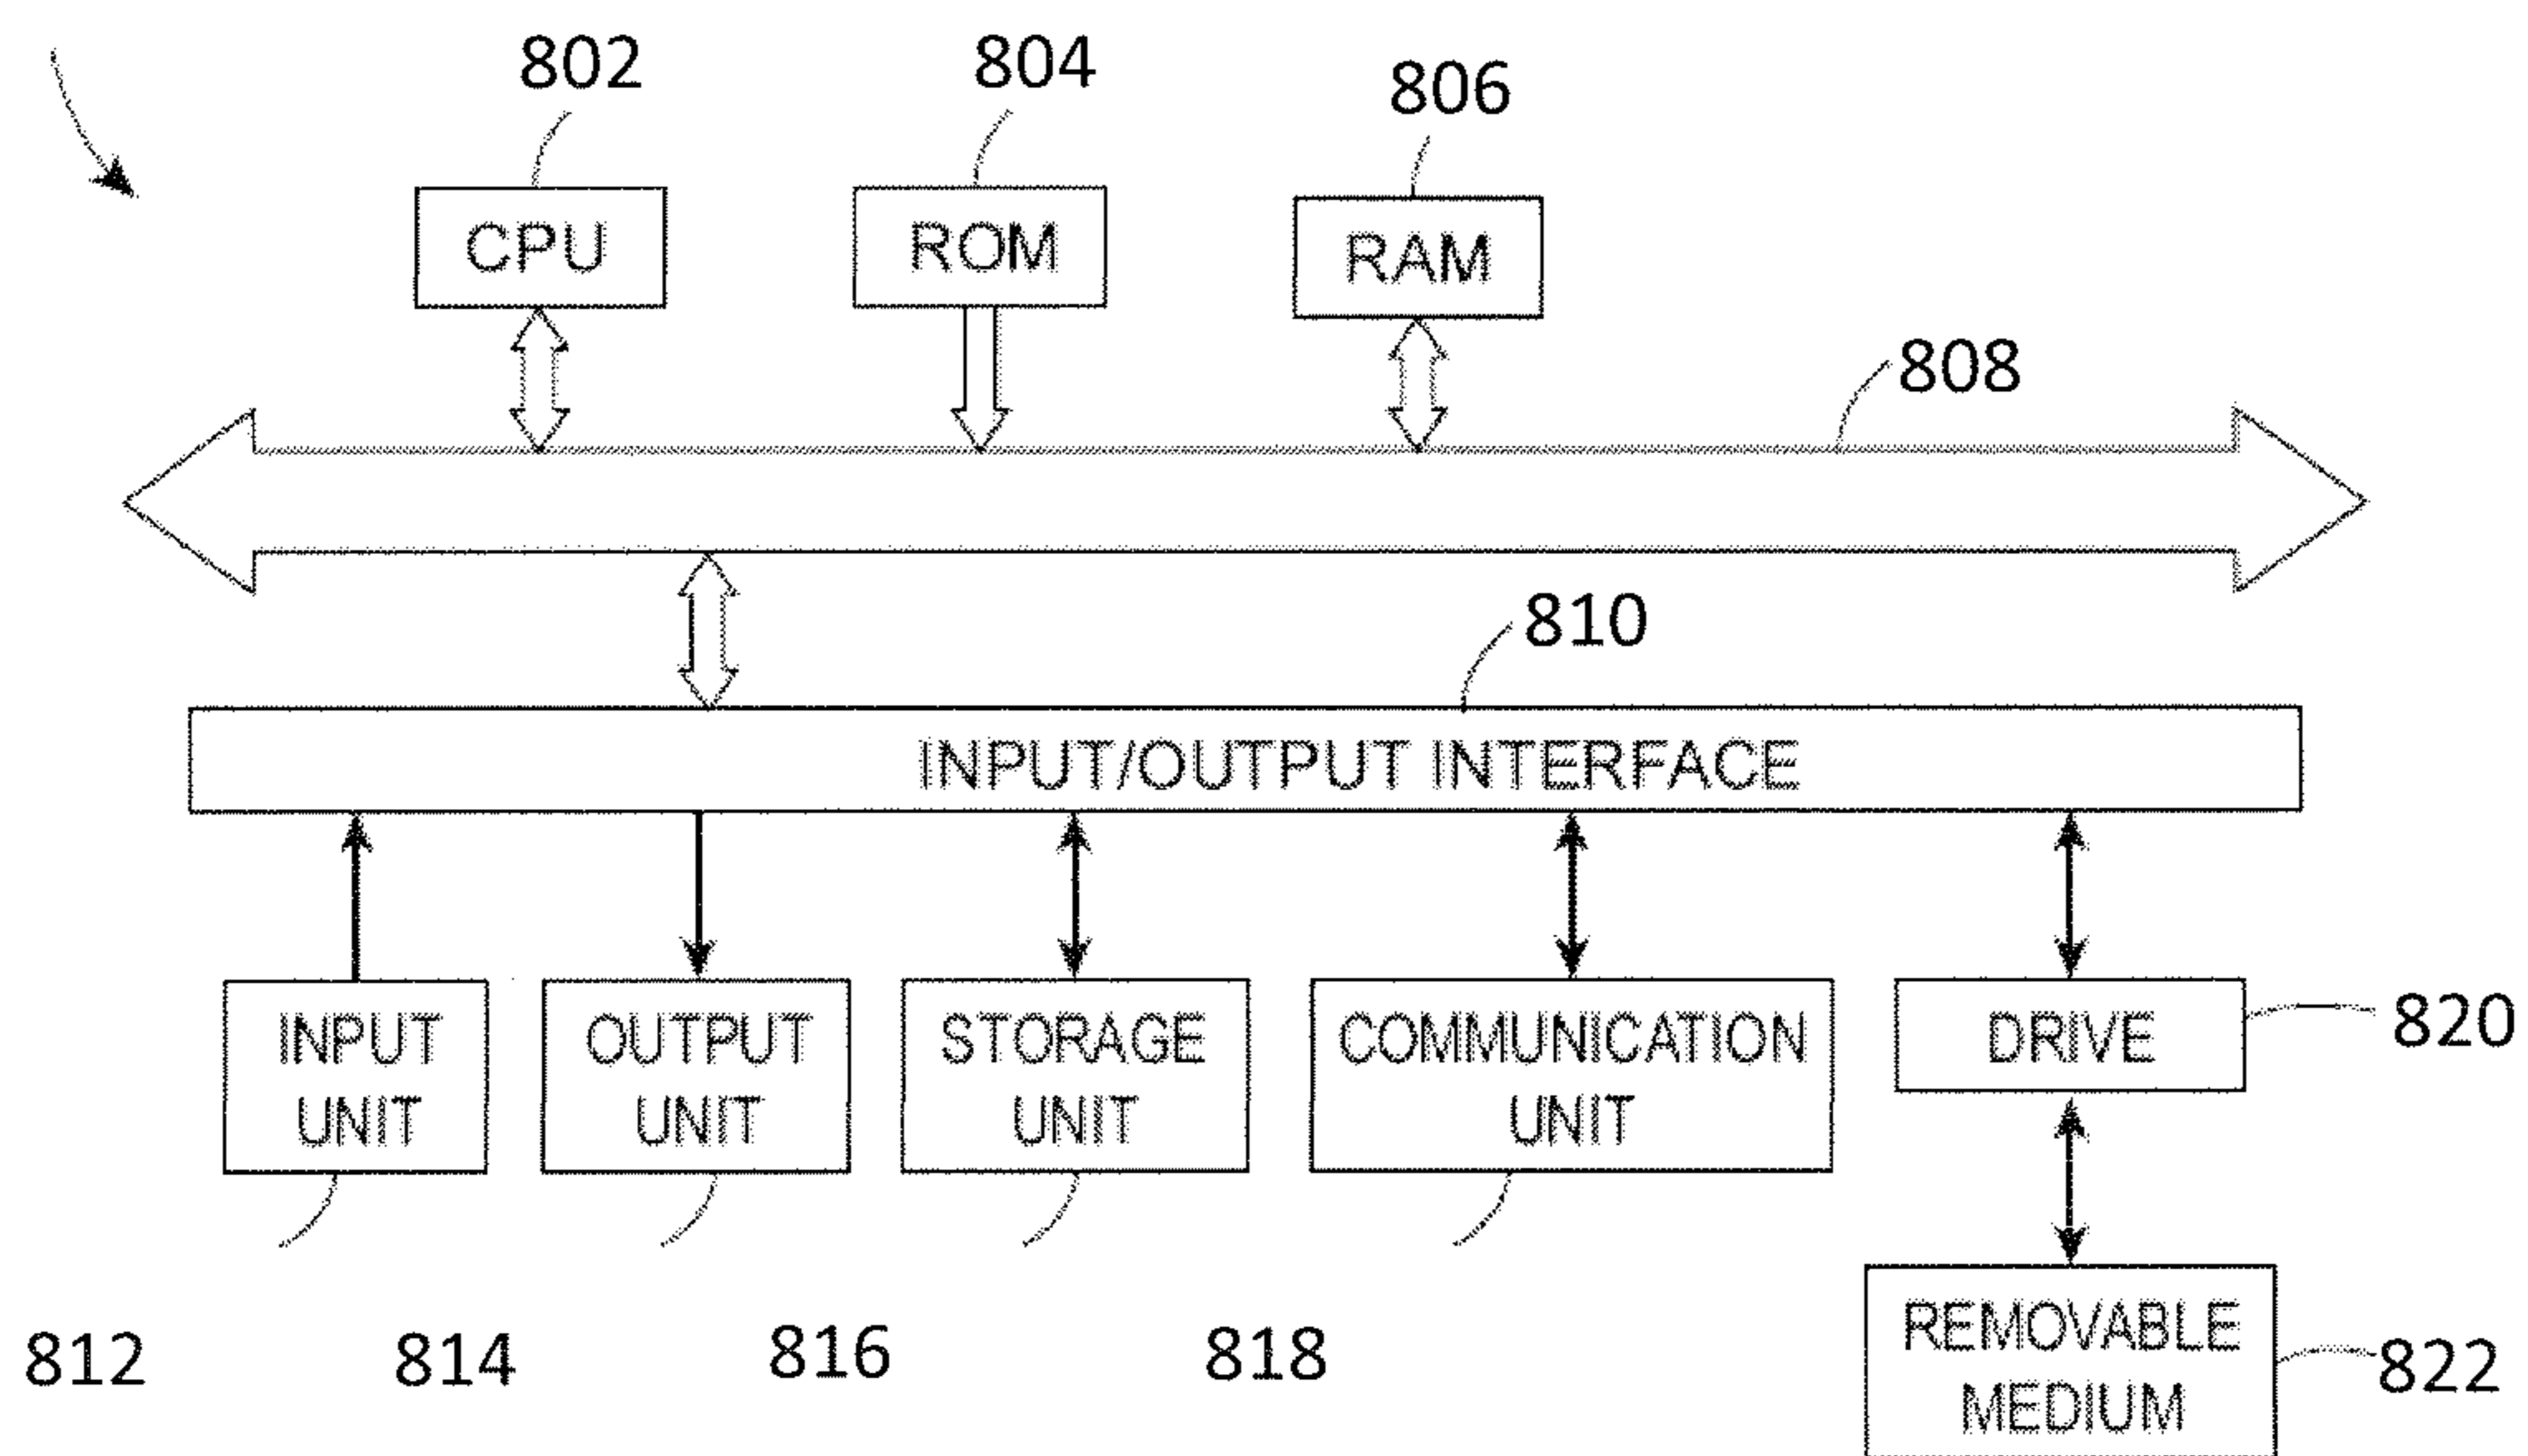 802
804
806
CPU
ROM
RAM
808
810
INPUT/OUTPUT INTERFACE
INPUT
UNIT
OUTPUT
UNIT
STORAGE
UNIT
COMMUNICATION
UNIT
DRIVE
820
812
814
816
818
REMOVABLE
MEDIUM
822